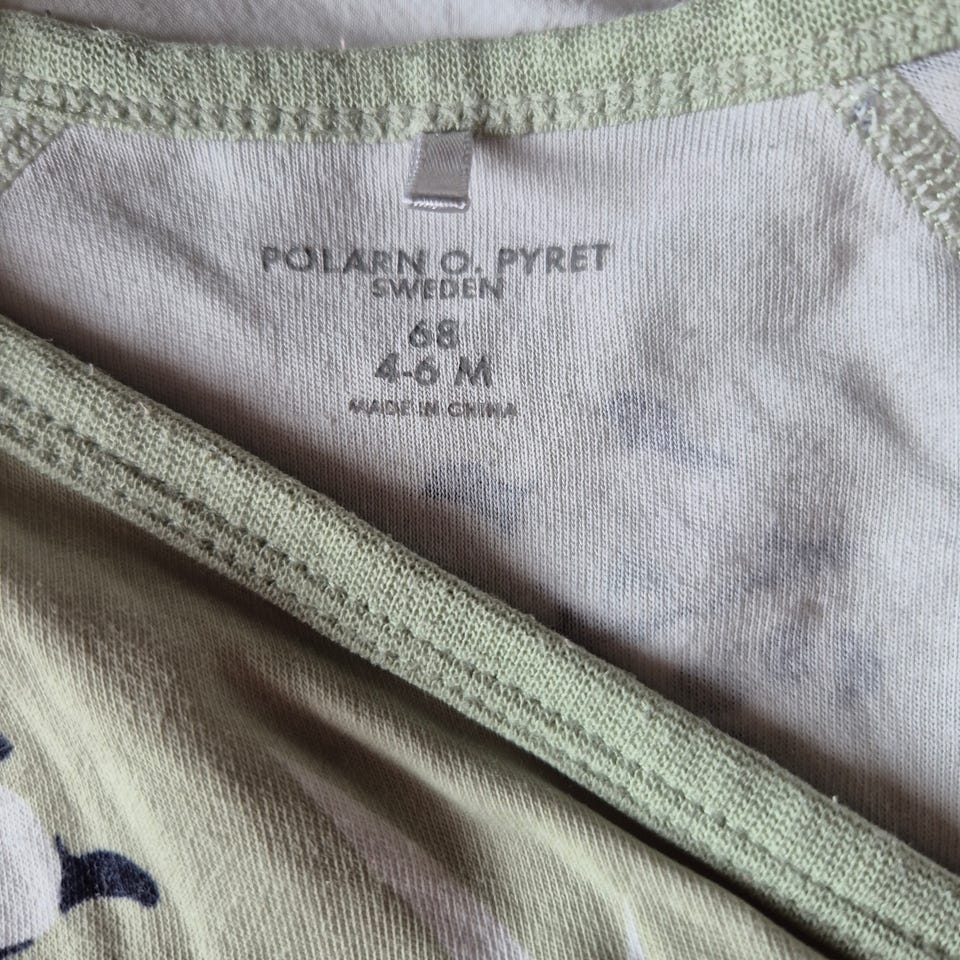 POLARN O. PYRET
SWEDEN
68
4-6 M
MADE IN CHINA